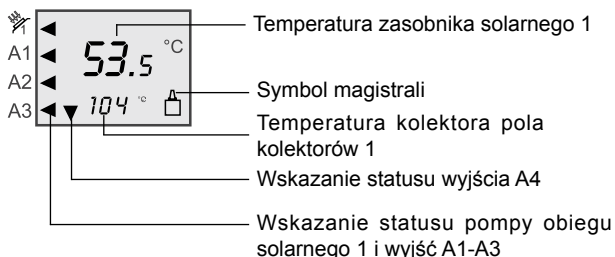 Temperatura zasobnika solarnego 1
1
A1
A2
A3
53.5 °C
104 °C
Symbol magistrali
Temperatura kolektora pola
kolektorów 1
Wskazanie statusu wyjścia A4
Wskazanie statusu pompy obiegu
solarnego 1 i wyjść A1-A3